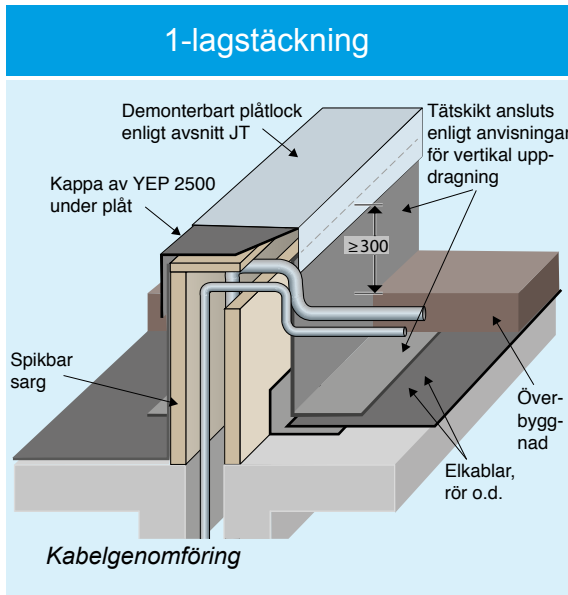 1-lagstäckning
Demonterbart plåtlock
enligt avsnitt JT
Tätskikt ansluts
enligt anvisningar
för vertikal upp-
dragning
Kappa av YEP 2500
under plåt
≥300
Spikbar
sarg
Över-
bygg-
nad
Elkablar,
rör o.d.
Kabelgenomföring